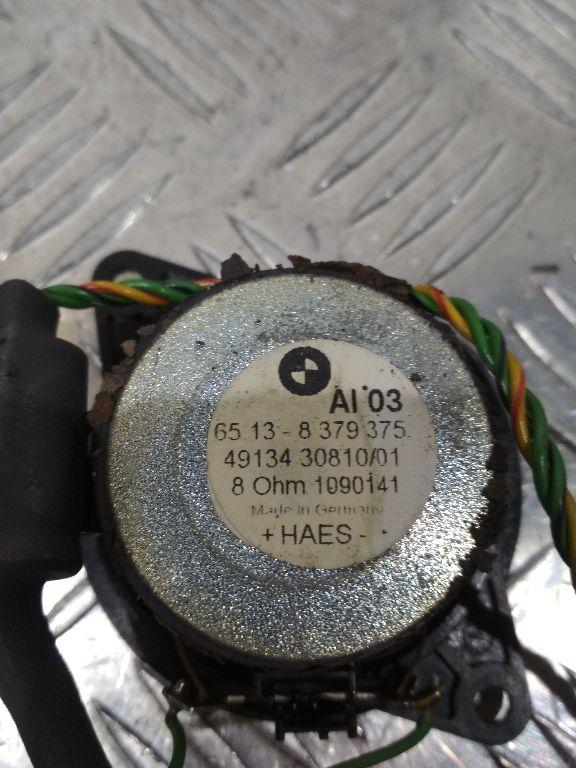 AI 03
65 13 - 8 379 375
49134 30810/01
8 Ohm 1090141
Made in Germany
+ HAES -